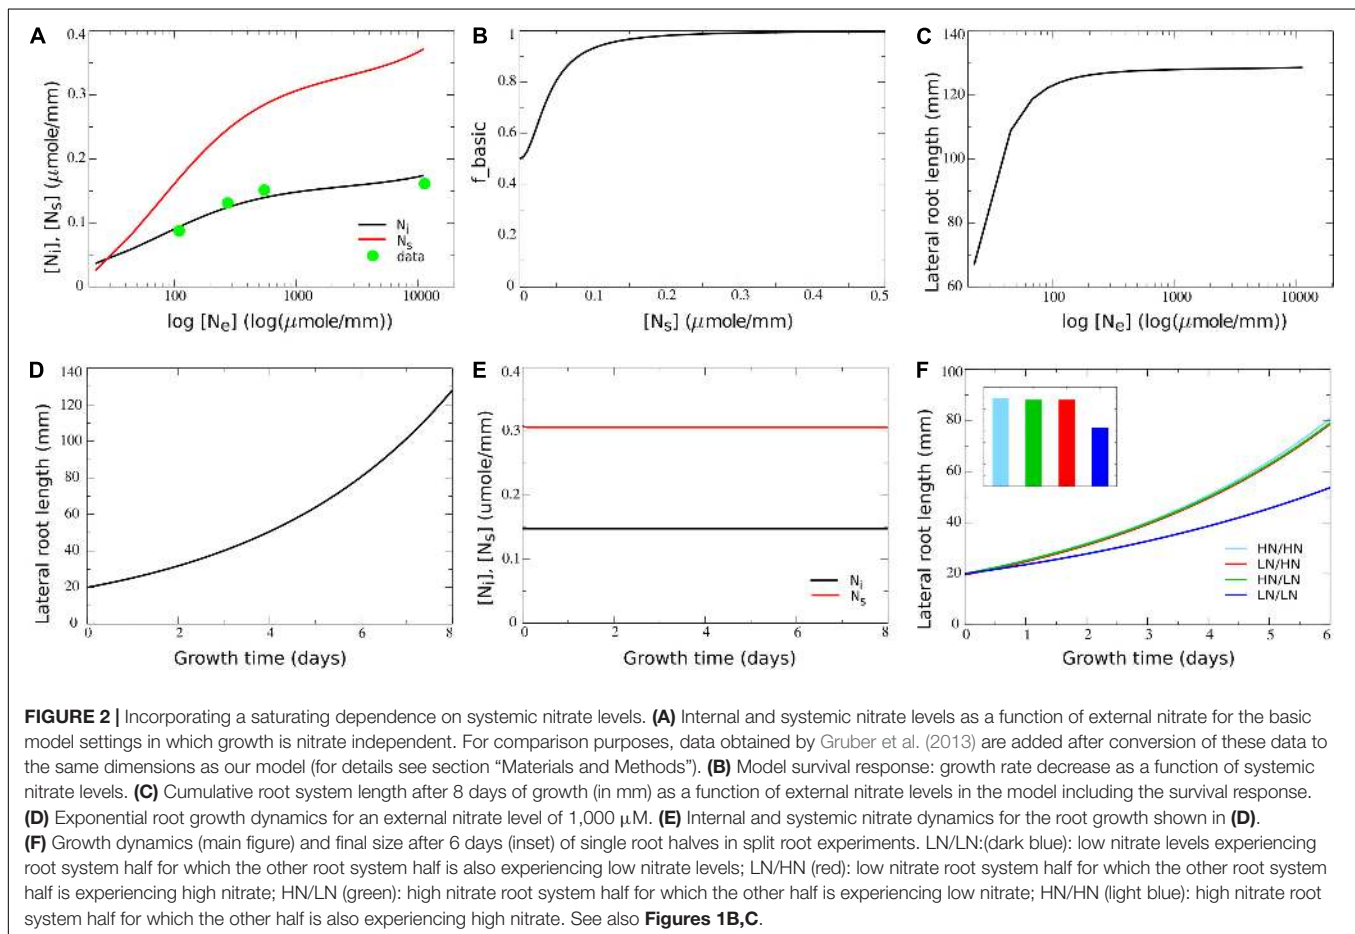 A
0.4
0.3
0.2
0.1
0
100
1000
10000
[Nᵢ], [Nₛ] (μmole/mm)
log [Nₑ] (log(μmole/mm))
Nᵢ
Nₛ
data
B
1
0.8
0.6
0.4
0.2
0
0
0.1
0.2
0.3
0.4
0.5
f_basic
[Nₛ] (μmole/mm)
C
140
120
100
80
60
100
1000
10000
Lateral root length (mm)
log [Nₑ] (log(μmole/mm))
D
140
120
100
80
60
40
20
0
0
2
4
6
8
Lateral root length (mm)
Growth time (days)
E
0.4
0.3
0.2
0.1
0
0
2
4
6
8
[Nᵢ], [Nₛ] (umole/mm)
Growth time (days)
Nᵢ
Nₛ
F
100
80
60
40
20
0
0
1
2
3
4
5
6
Lateral root length (mm)
Growth time (days)
HN/HN
LN/HN
HN/LN
LN/LN
FIGURE 2 | Incorporating a saturating dependence on systemic nitrate levels. (A) Internal and systemic nitrate levels as a function of external nitrate for the basic
model settings in which growth is nitrate independent. For comparison purposes, data obtained by Gruber et al. (2013) are added after conversion of these data to
the same dimensions as our model (for details see section “Materials and Methods”). (B) Model survival response: growth rate decrease as a function of systemic
nitrate levels. (C) Cumulative root system length after 8 days of growth (in mm) as a function of external nitrate levels in the model including the survival response.
(D) Exponential root growth dynamics for an external nitrate level of 1,000 μM. (E) Internal and systemic nitrate dynamics for the root growth shown in (D).
(F) Growth dynamics (main figure) and final size after 6 days (inset) of single root halves in split root experiments. LN/LN:(dark blue): low nitrate levels experiencing
root system half for which the other root system half is also experiencing low nitrate levels; LN/HN (red): low nitrate root system half for which the other root system
half is experiencing high nitrate; HN/LN (green): high nitrate root system half for which the other half is experiencing low nitrate; HN/HN (light blue): high nitrate root
system half for which the other half is also experiencing high nitrate. See also Figures 1B,C.